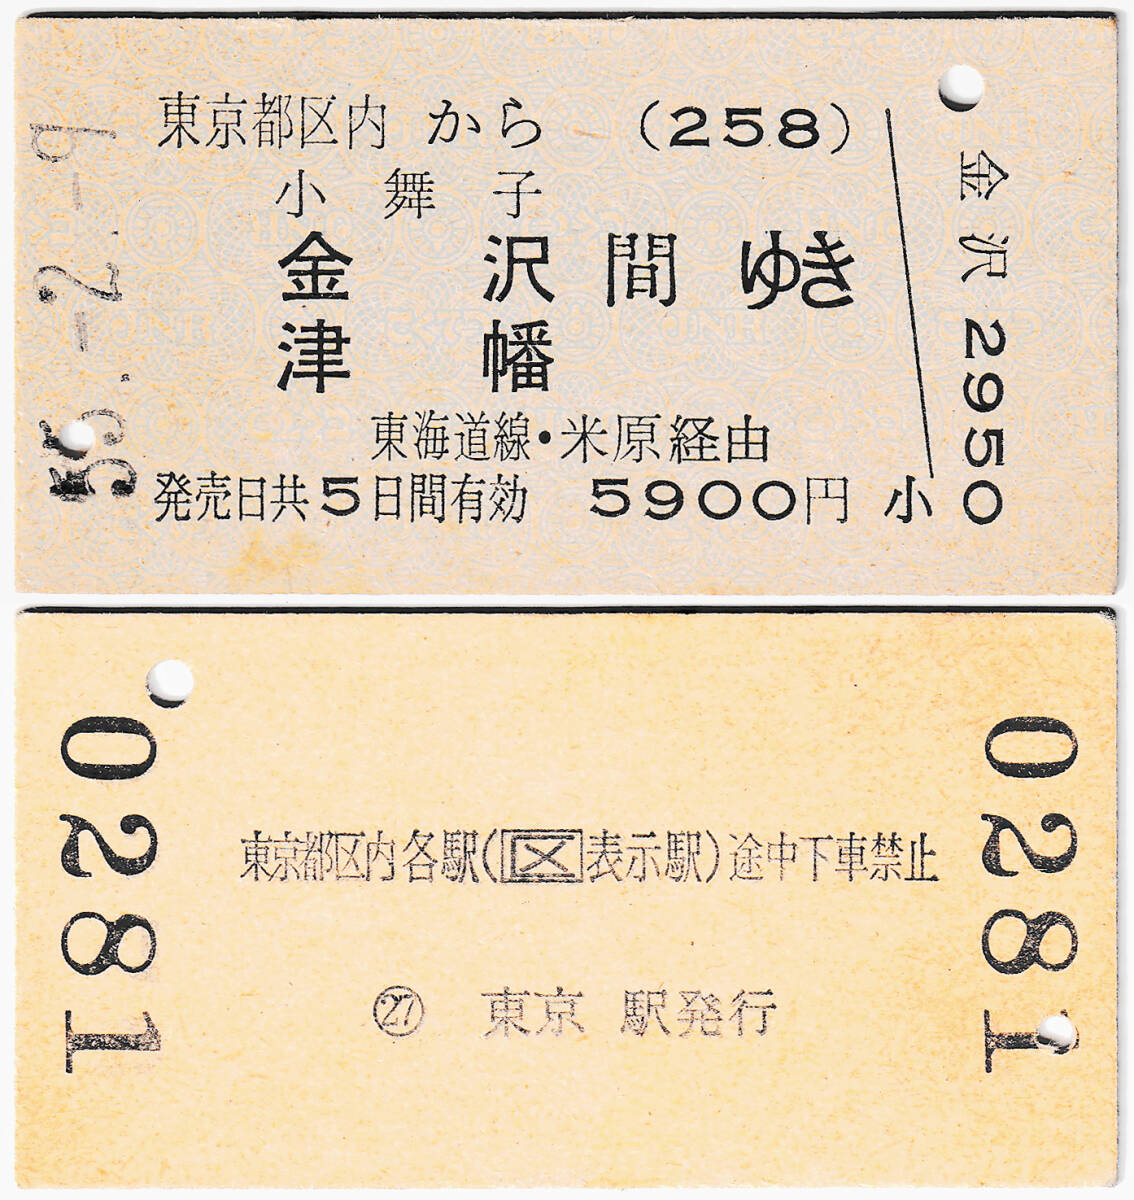 東京都区内 から (258)
小舞子
金沢 間 ゆき
津幡
東海道線・米原経由
発売日共5日間有効 5900円 小
金沢 2950
55.-2.-9
0281
東京都区内各駅(区表示駅)途中下車禁止
㉗ 東京 駅発行
0281